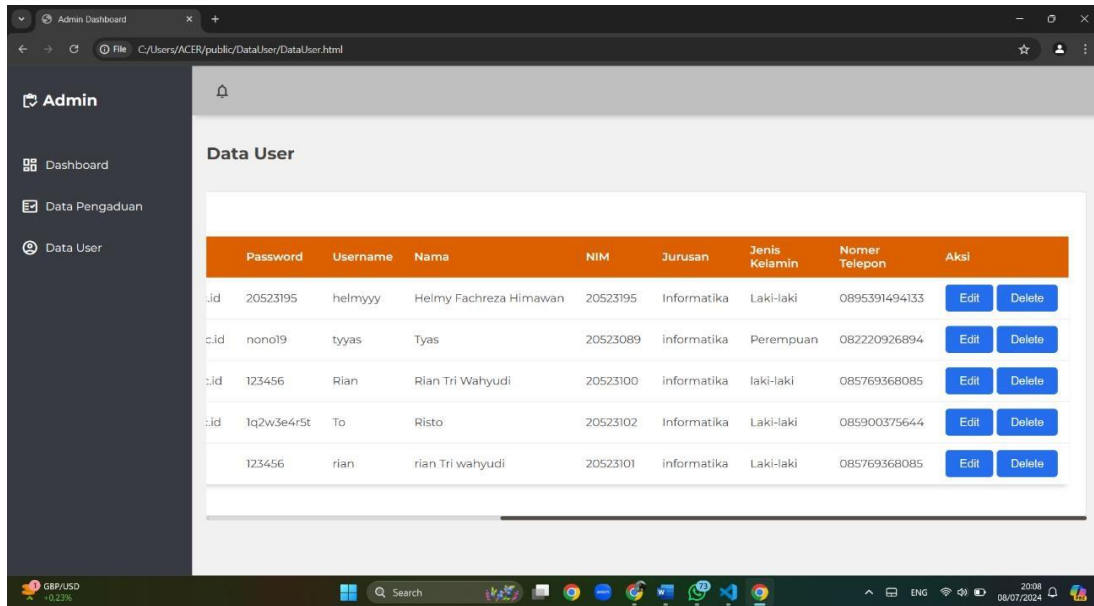 Admin Dashboard
File C:/Users/ACER/public/DataUser/DataUser.html
Admin
Dashboard
Data Pengaduan
Data User
Data User
Password Username Nama NIM Jurusan Jenis Kelamin Nomer Telepon Aksi
.id 20523195 helmyyy Helmy Fachreza Himawan 20523195 Informatika Laki-laki 0895391494133 Edit Delete
c.id nono19 tyyas Tyas 20523089 informatika Perempuan 082220926894 Edit Delete
.id 123456 Rian Rian Tri Wahyudi 20523100 informatika laki-laki 085769368085 Edit Delete
.id 1q2w3e4r5t To Risto 20523102 informatika Laki-laki 085900375644 Edit Delete
123456 rian rian Tri wahyudi 20523101 informatika Laki-laki 085769368085 Edit Delete
1 GBP/USD
+0,23%
Search
73
ENG
20:08
08/07/2024